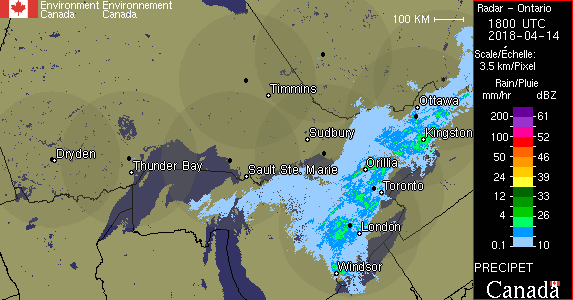 Environment Environnement
Canada Canada
100 KM
Timmins
Ottawa
Sudbury
Kingston
Dryden
Thunder Bay
Sault Ste. Marie
Orillia
Toronto
London
Windsor
Radar - Ontario
1800 UTC
2018-04-14
Scale/Échelle:
3.5 km/Pixel
Rain/Pluie
mm/hr dBZ
200 61
100 52
50 46
24 39
12 33
4 26
0.1 10
PRECIPET
Canada